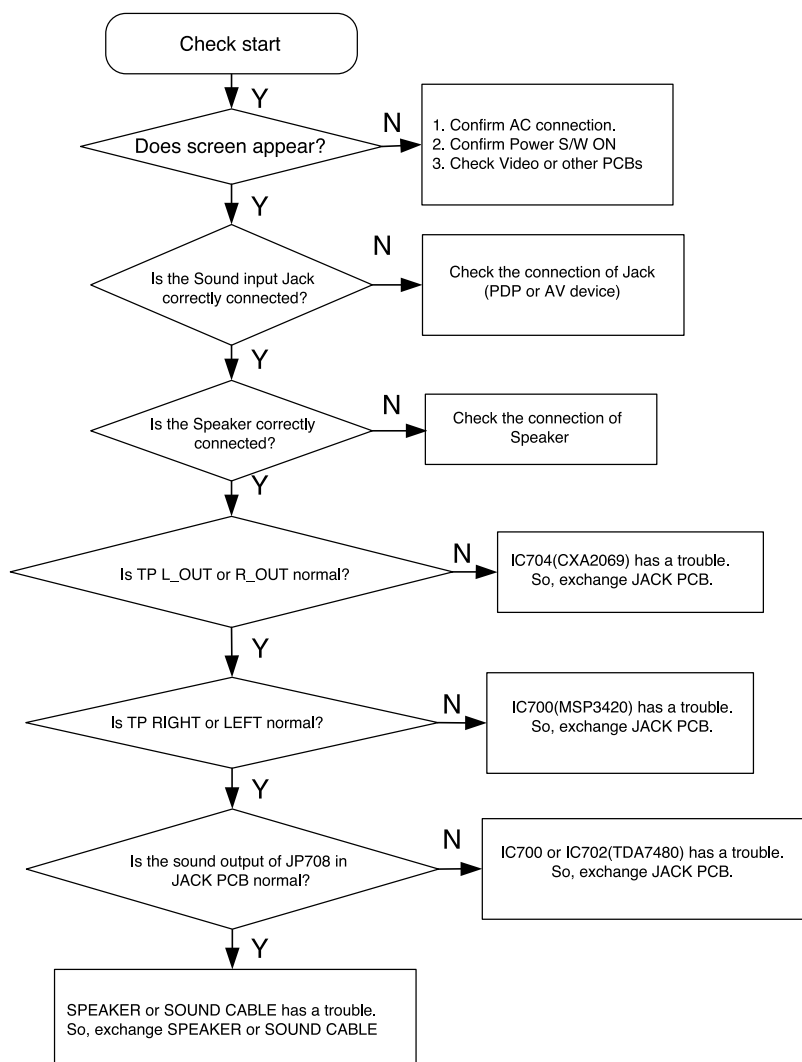 Check start
Y
Does screen appear?
N
1. Confirm AC connection.
2. Confirm Power S/W ON
3. Check Video or other PCBs
Y
Is the Sound input Jack
correctly connected?
N
Check the connection of Jack
(PDP or AV device)
Y
Is the Speaker correctly
connected?
N
Check the connection of
Speaker
Y
Is TP L_OUT or R_OUT normal?
N
IC704(CXA2069) has a trouble.
So, exchange JACK PCB.
Y
Is TP RIGHT or LEFT normal?
N
IC700(MSP3420) has a trouble.
So, exchange JACK PCB.
Y
Is the sound output of JP708 in
JACK PCB normal?
N
IC700 or IC702(TDA7480) has a trouble.
So, exchange JACK PCB.
Y
SPEAKER or SOUND CABLE has a trouble.
So, exchange SPEAKER or SOUND CABLE